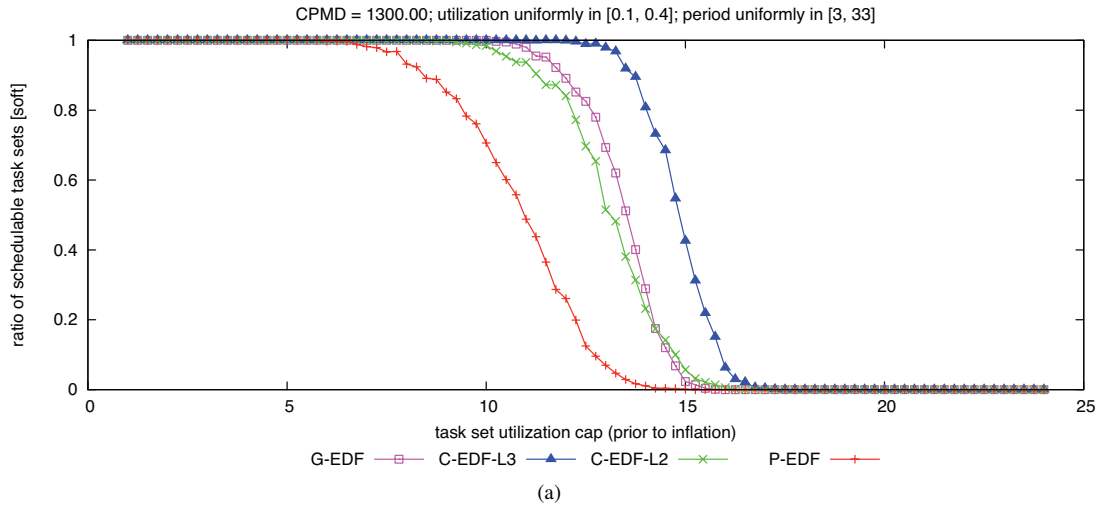 CPMD = 1300.00; utilization uniformly in [0.1, 0.4]; period uniformly in [3, 33]
ratio of schedulable task sets [soft]
1
0.8
0.6
0.4
0.2
0
0 5 10 15 20 25
task set utilization cap (prior to inflation)
G-EDF C-EDF-L3 C-EDF-L2 P-EDF
(a)